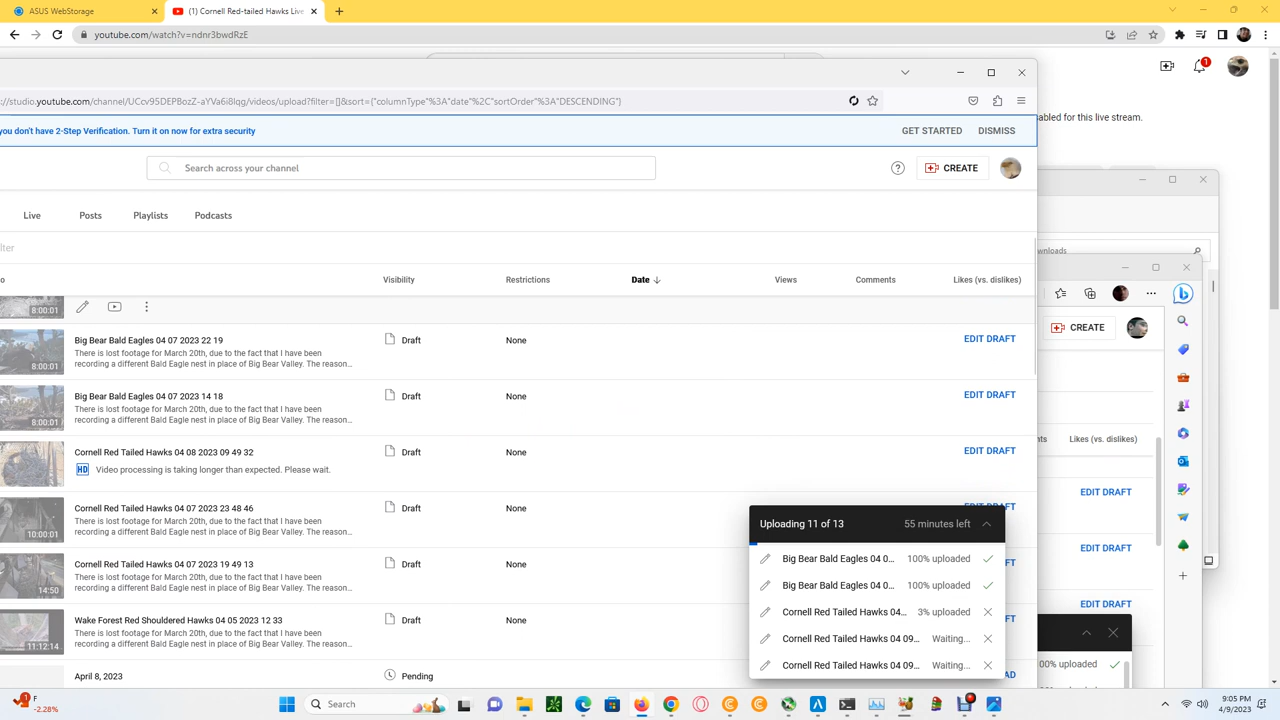 ASUS WebStorage
(1) Cornell Red-tailed Hawks Live
youtube.com/watch?v=ndnr3bwdRzE
1
://studio.youtube.com/channel/UCcv95DEPBozZ-aYVa6i8lqg/videos/upload?filter=[]&sort={"columnType"%3A"date"%2C"sortOrder"%3A"DESCENDING"}
abled for this live stream.
you don't have 2-Step Verification. Turn it on now for extra security
GET STARTED
DISMISS
Search across your channel
CREATE
Live
Posts
Playlists
Podcasts
lter
wnloads
o
Visibility
Restrictions
Date
Views
Comments
Likes (vs. dislikes)
8:00:01
CREATE
Big Bear Bald Eagles 04 07 2023 22 19
There is lost footage for March 20th, due to the fact that I have been
recording a different Bald Eagle nest in place of Big Bear Valley. The reason...
8:00:01
Draft
None
EDIT DRAFT
Big Bear Bald Eagles 04 07 2023 14 18
There is lost footage for March 20th, due to the fact that I have been
recording a different Bald Eagle nest in place of Big Bear Valley. The reason...
8:00:01
Draft
None
EDIT DRAFT
nts
Likes (vs. dislikes)
Cornell Red Tailed Hawks 04 08 2023 09 49 32
HD Video processing is taking longer than expected. Please wait.
Draft
None
EDIT DRAFT
EDIT DRAFT
Cornell Red Tailed Hawks 04 07 2023 23 48 46
There is lost footage for March 20th, due to the fact that I have been
recording a different Bald Eagle nest in place of Big Bear Valley. The reason...
10:00:01
Draft
None
EDIT DRAFT
Cornell Red Tailed Hawks 04 07 2023 19 49 13
There is lost footage for March 20th, due to the fact that I have been
recording a different Bald Eagle nest in place of Big Bear Valley. The reason...
14:50
Draft
None
FT
EDIT DRAFT
Wake Forest Red Shouldered Hawks 04 05 2023 12 33
There is lost footage for March 20th, due to the fact that I have been
recording a different Bald Eagle nest in place of Big Bear Valley. The reason...
11:12:14
Draft
None
FT
EDIT DRAFT
April 8, 2023
Pending
AD
Uploading 11 of 13
55 minutes left
Big Bear Bald Eagles 04 0...
100% uploaded
Big Bear Bald Eagles 04 0...
100% uploaded
Cornell Red Tailed Hawks 04...
3% uploaded
Cornell Red Tailed Hawks 04 09...
Waiting...
Cornell Red Tailed Hawks 04 09...
Waiting...
00% uploaded
1
F
-2.28%
Search
9:05 PM
4/9/2023